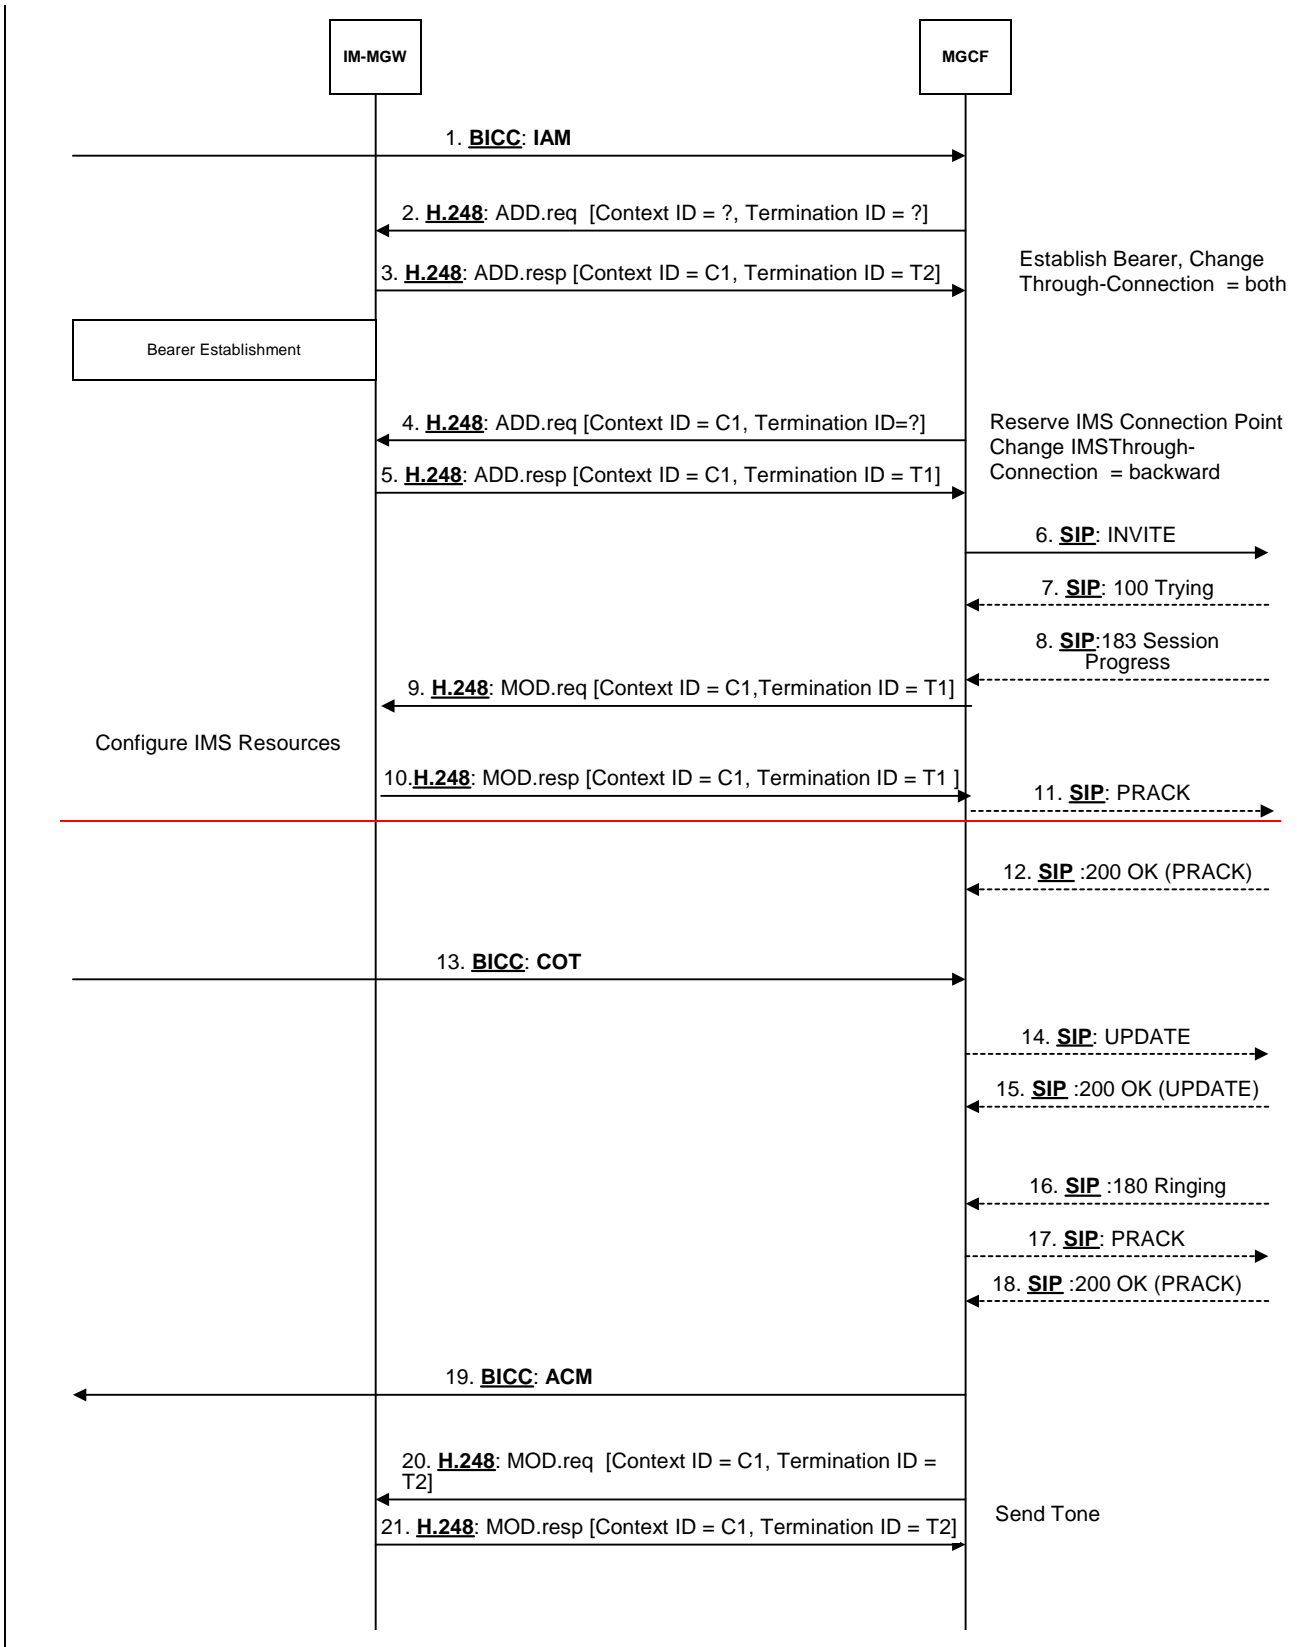 IM-MGW
MGCF
1. BICC: IAM
2. H.248: ADD.req [Context ID = ?, Termination ID = ?]
3. H.248: ADD.resp [Context ID = C1, Termination ID = T2]
Establish Bearer, Change
Through-Connection = both
Bearer Establishment
4. H.248: ADD.req [Context ID = C1, Termination ID=?]
5. H.248: ADD.resp [Context ID = C1, Termination ID = T1]
Reserve IMS Connection Point
Change IMSThrough-
Connection = backward
6. SIP: INVITE
7. SIP: 100 Trying
8. SIP:183 Session
Progress
9. H.248: MOD.req [Context ID = C1,Termination ID = T1]
Configure IMS Resources
10.H.248: MOD.resp [Context ID = C1, Termination ID = T1 ]
11. SIP: PRACK
12. SIP :200 OK (PRACK)
13. BICC: COT
14. SIP: UPDATE
15. SIP :200 OK (UPDATE)
16. SIP :180 Ringing
17. SIP: PRACK
18. SIP :200 OK (PRACK)
19. BICC: ACM
20. H.248: MOD.req [Context ID = C1, Termination ID =
T2]
21. H.248: MOD.resp [Context ID = C1, Termination ID = T2]
Send Tone